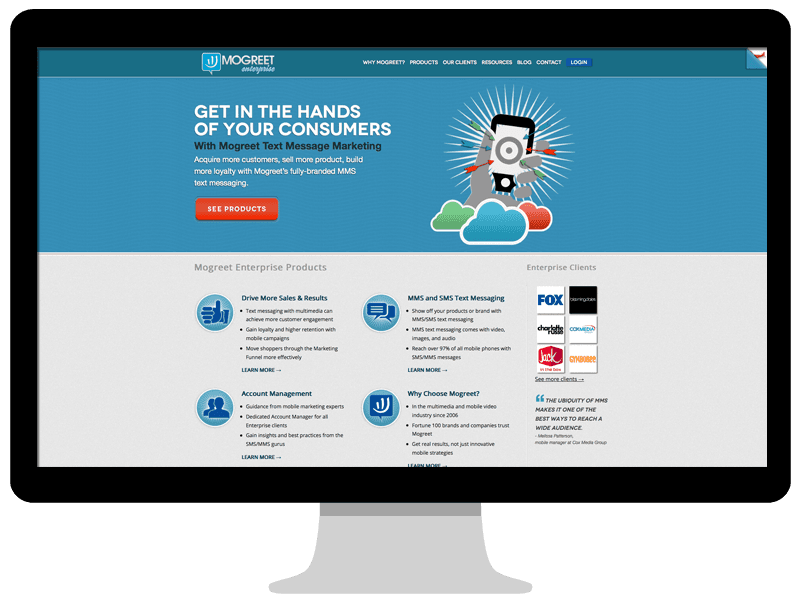 MOGREET
enterprise
WHY MOGREET? PRODUCTS OUR CLIENTS RESOURCES BLOG CONTACT LOGIN
GET IN THE HANDS
OF YOUR CONSUMERS
With Mogreet Text Message Marketing
Acquire more customers, sell more product, build
more loyalty with Mogreet's fully-branded MMS
text messaging.
SEE PRODUCTS
Mogreet Enterprise Products
Drive More Sales & Results
• Text messaging with multimedia can
achieve more customer engagement
• Gain loyalty and higher retention with
mobile campaigns
• Move shoppers through the Marketing
Funnel more effectively
LEARN MORE →
MMS and SMS Text Messaging
• Show off your products or brand with
MMS/SMS text messaging
• MMS text messaging comes with video,
images, and audio
• Reach over 97% of all mobile phones with
SMS/MMS messages
LEARN MORE →
Account Management
• Guidance from mobile marketing experts
• Dedicated Account Manager for all
Enterprise clients
• Gain insights and best practices from the
SMS/MMS gurus
LEARN MORE →
Why Choose Mogreet?
• In the multimedia and mobile video
industry since 2006
• Fortune 100 brands and companies trust
Mogreet
• Get real results, not just innovative
mobile strategies
LEARN MORE →
Enterprise Clients
FOX
bloomingdales
charlotte
russe
COXMEDIA
Jack
in the box
GYMBOREE
See more clients →
“ THE UBIQUITY OF MMS
MAKES IT ONE OF THE
BEST WAYS TO REACH A
WIDE AUDIENCE.
- Melissa Patterson,
mobile manager at Cox Media Group